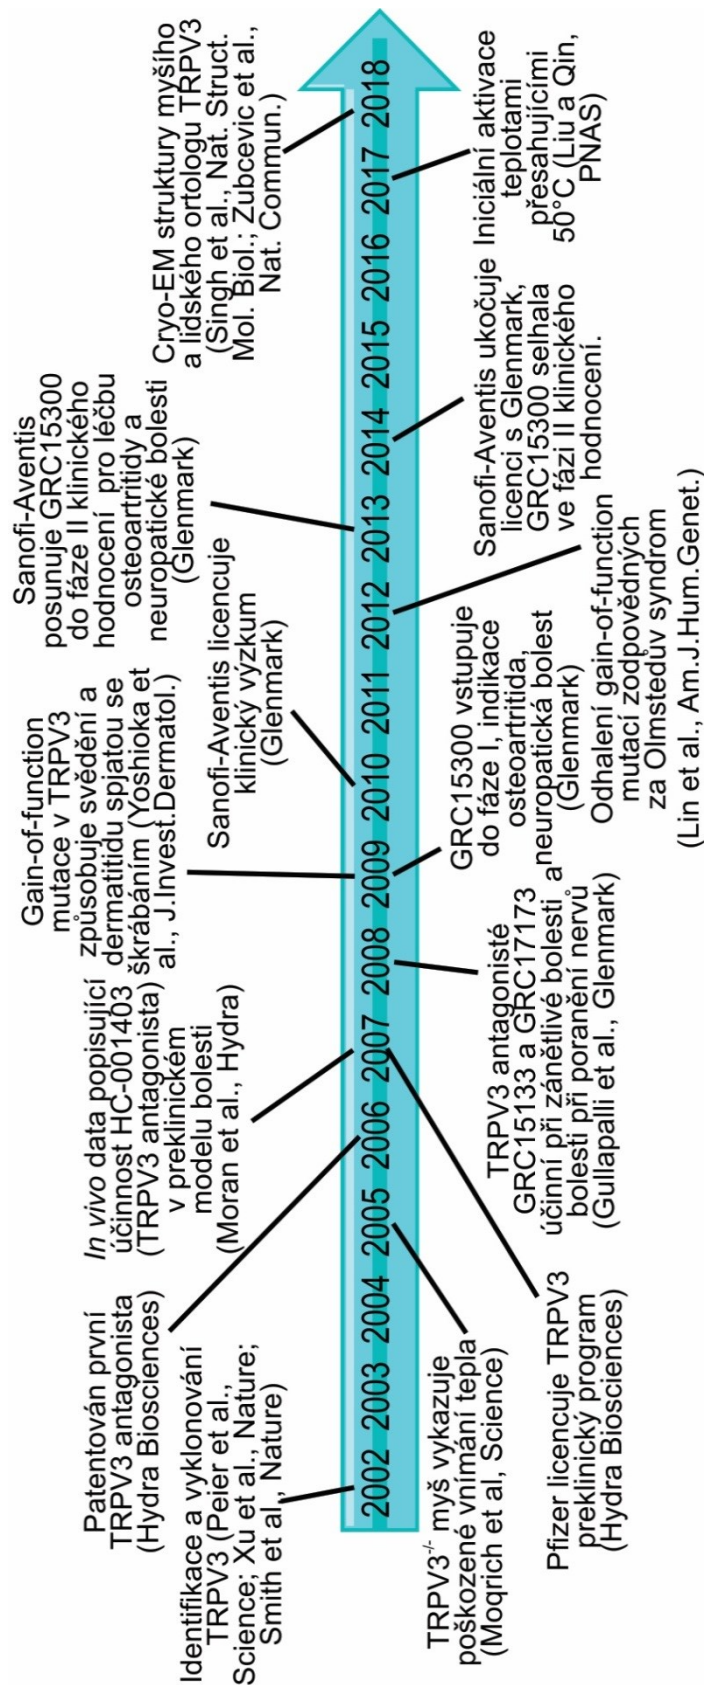 Patentován první
TRPV3 antagonista
(Hydra Biosciences)
Identifikace a vyklonování
TRPV3 (Peier et al.,
Science; Xu et al., Nature;
Smith et al., Nature)
In vivo data popisující
účinnost HC-001403
(TRPV3 antagonista)
v preklinickém
modelu bolesti
(Moran et al., Hydra)
Gain-of-function
mutace v TRPV3
způsobuje svědění a
dermatitidu spjatou se
škrábáním (Yoshioka et
al., J.Invest.Dermatol.)
Sanofi-Aventis licencuje
klinický výzkum
(Glenmark)
Sanofi-Aventis
posunuje GRC15300
do fáze II klinického
hodnocení pro léčbu
osteoartritidy a
neuropatické bolesti
(Glenmark)
Cryo-EM struktury myšího
a lidského ortologu TRPV3
(Singh et al., Nat. Struct.
Mol. Biol.; Zubcevic et al.,
Nat. Commun.)
2002 2003 2004 2005 2006 2007 2008 2009 2010 2011 2012 2013 2014 2015 2016 2017 2018
TRPV3-/- myš vykazuje
poškozené vnímání tepla
(Moqrich et al, Science)
Pfizer licencuje TRPV3
preklinický program
(Hydra Biosciences)
TRPV3 antagonisté
GRC15133 a GRC17173
účinní při zánětlivé bolesti a
bolesti při poranění nervů
(Gullapalli et al., Glenmark)
GRC15300 vstupuje
do fáze I, indikace
osteoartritida,
neuropatická bolest
(Glenmark)
Odhalení gain-of-function
mutací zodpovědných
za Olmstedův syndrom
(Lin et al., Am.J.Hum.Genet.)
Sanofi-Aventis ukočuje
licenci s Glenmark,
GRC15300 selhala
ve fázi II klinického
hodnocení.
Iniciální aktivace
teplotami
přesahujícími
50°C (Liu a Qin,
PNAS)